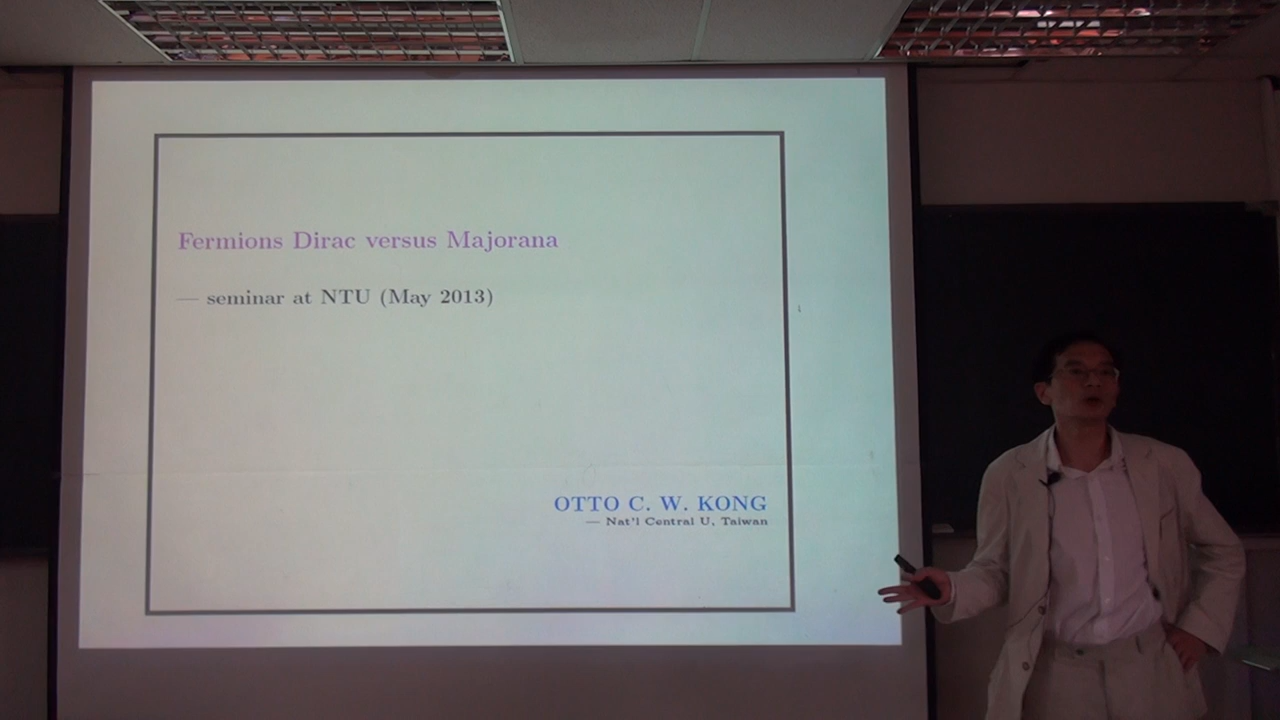 Fermions Dirac versus Majorana
— seminar at NTU (May 2013)
OTTO C. W. KONG
— Nat'l Central U, Taiwan